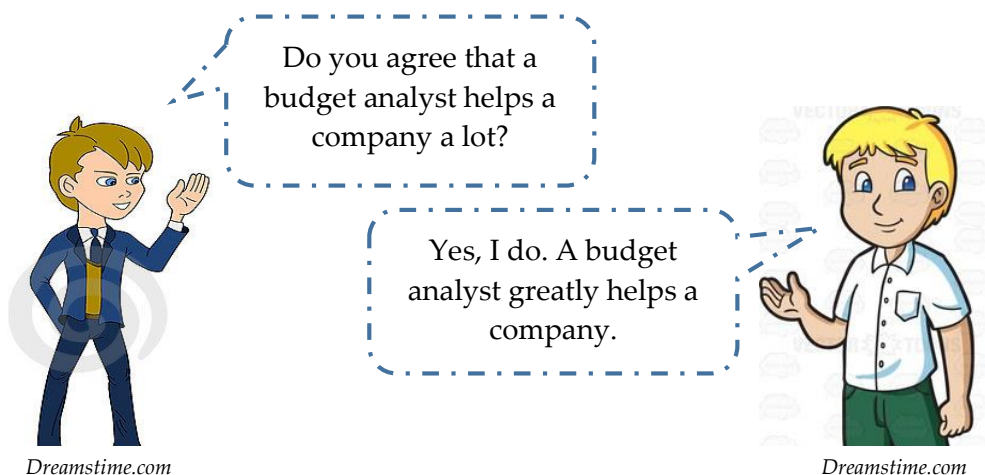 Do you agree that a
budget analyst helps a
company a lot?
Yes, I do. A budget
analyst greatly helps a
company.
Dreamstime.com
Dreamstime.com